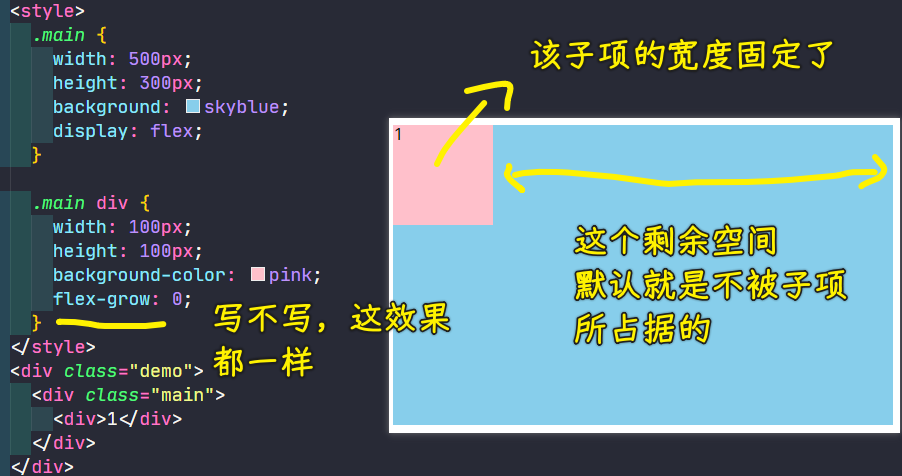 <style>
.main {
width: 500px;
height: 300px;
background: skyblue;
display: flex;
}
.main div {
width: 100px;
height: 100px;
background-color: pink;
flex-grow: 0;
}
</style>
<div class="demo">
<div class="main">
<div>1</div>
</div>
</div>
该子项的宽度固定了
1
这个剩余空间
默认就是不被子项
所占据的
写不写，这效果
都一样